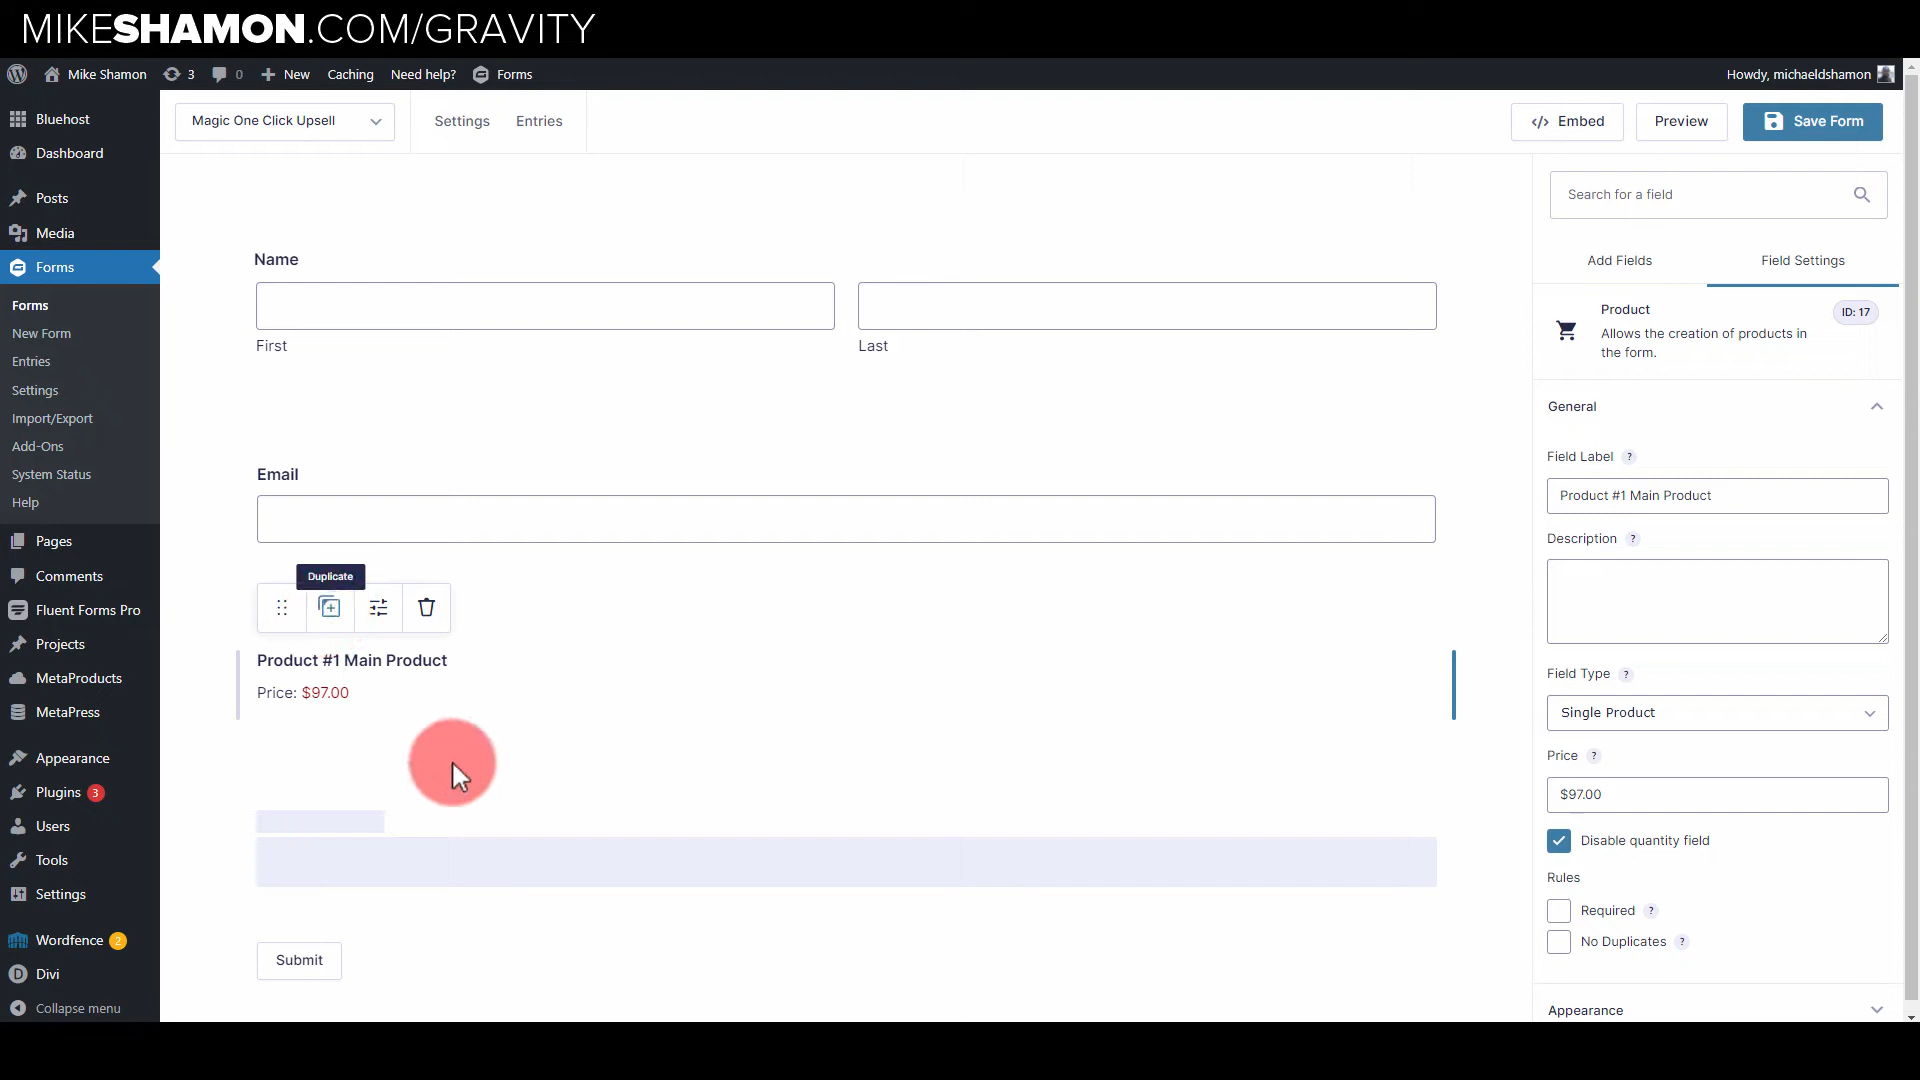 MIKESHAMON.COM/GRAVITY
Mike Shamon 3 0 New Caching Need help? Forms Howdy, michaeldshamon
Bluehost
Dashboard
Posts
Media
Forms
Forms
New Form
Entries
Settings
Import/Export
Add-Ons
System Status
Help
Pages
Comments
Fluent Forms Pro
Projects
MetaProducts
MetaPress
Appearance
Plugins 3
Users
Tools
Settings
Wordfence 2
Divi
Collapse menu
Magic One Click Upsell Settings Entries </> Embed Preview Save Form
Name
First Last
Email
Duplicate
Product #1 Main Product
Price: $97.00
Submit
Search for a field
Add Fields Field Settings
Product ID: 17
Allows the creation of products in
the form.
General
Field Label ?
Product #1 Main Product
Description ?
Field Type ?
Single Product
Price ?
$97.00
Disable quantity field
Rules
Required ?
No Duplicates ?
Appearance